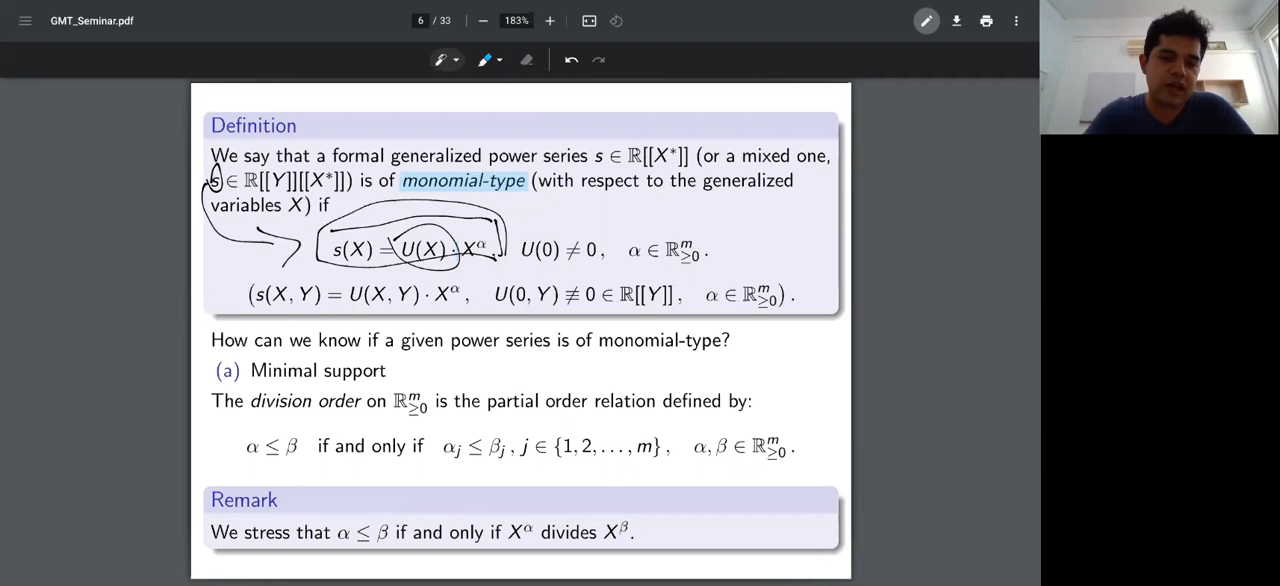 GMT_Seminar.pdf
6 / 33
183%
Definition
We say that a formal generalized power series s ∈ ℝ[[X*]] (or a mixed one,
s ∈ ℝ[[Y]][[X*]]) is of monomial-type (with respect to the generalized
variables X) if
s(X) = U(X) · X^α, U(0) ≠ 0, α ∈ ℝ^m_≥0.
(s(X, Y) = U(X, Y) · X^α, U(0, Y) ≢ 0 ∈ ℝ[[Y]], α ∈ ℝ^m_≥0).
How can we know if a given power series is of monomial-type?
(a) Minimal support
The division order on ℝ^m_≥0 is the partial order relation defined by:
α ≤ β if and only if α_j ≤ β_j, j ∈ {1, 2, . . . , m}, α, β ∈ ℝ^m_≥0.
Remark
We stress that α ≤ β if and only if X^α divides X^β.